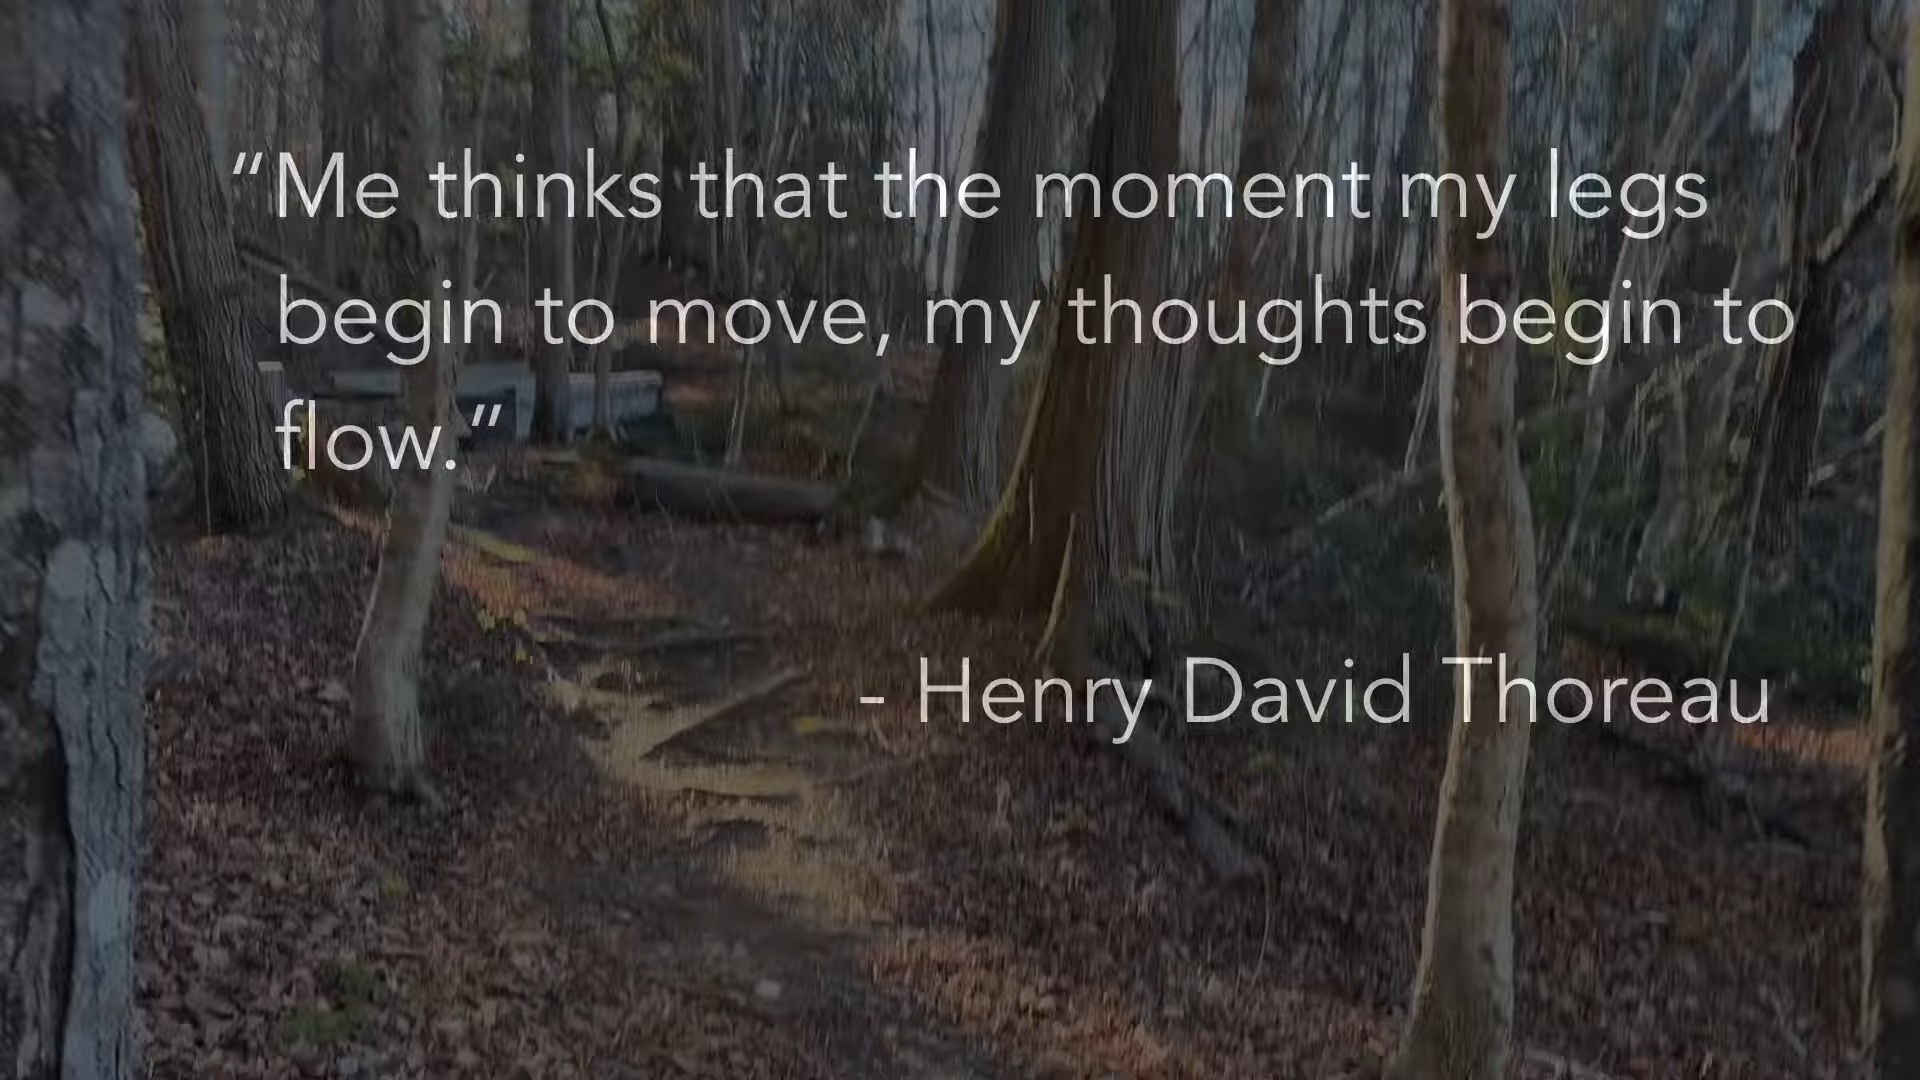 “Me thinks that the moment my legs
begin to move, my thoughts begin to
flow.”
- Henry David Thoreau